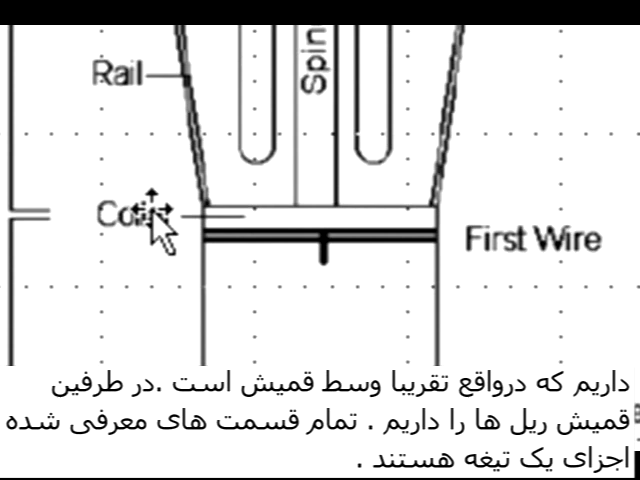 Rail
Spin
First Wire
داریم که درواقع تقریبا وسط قمیش است .در طرفین
قمیش ریل ها را داریم . تمام قسمت های معرفی شده
اجزای یک تیغه هستند .